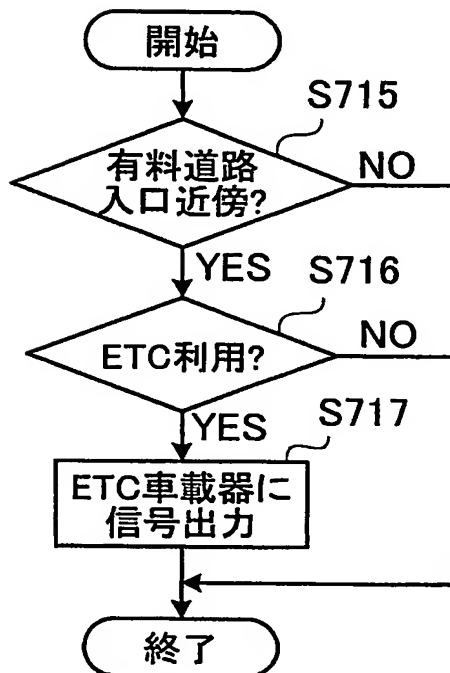 開始
S715
有料道路
入口近傍?
NO
YES
S716
ETC利用?
NO
YES
S717
ETC車載器に
信号出力
終了